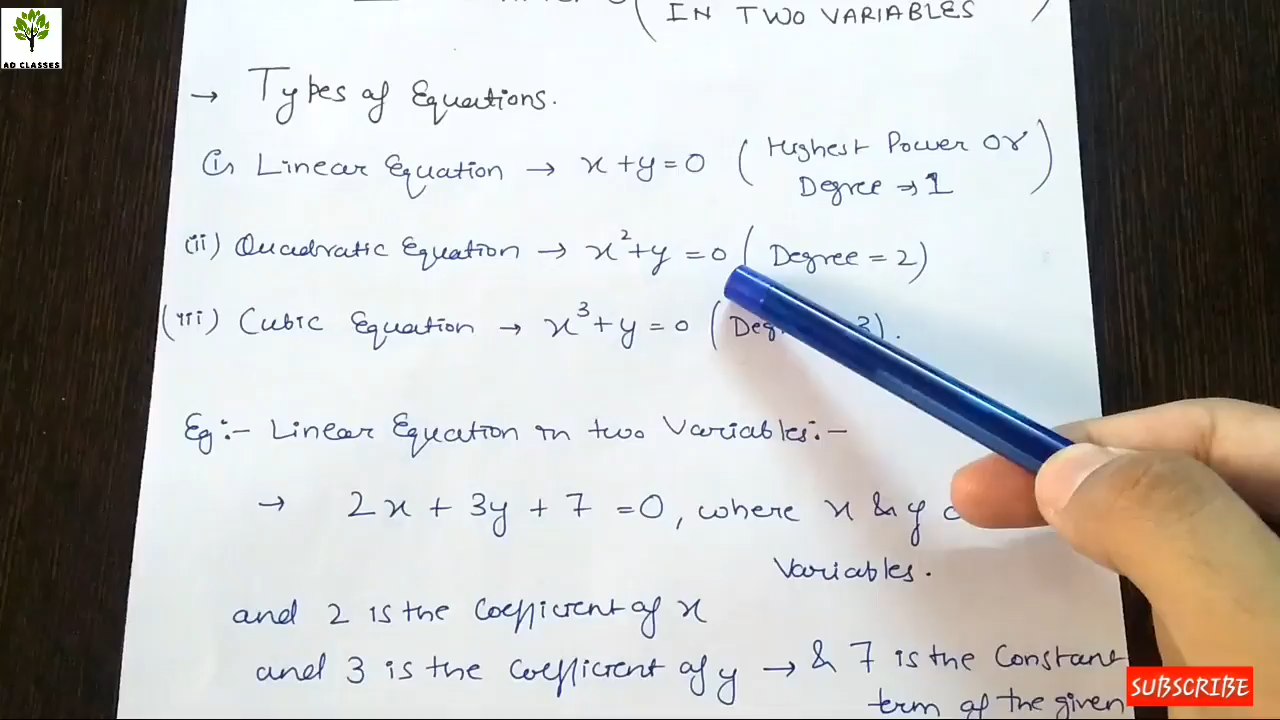 AD CLASSES
IN TWO VARIABLES
→ Types of Equations.
(i) Linear Equation → x + y = 0 (Highest Power Or
Degree ⇒ 1)
(ii) Quadratic Equation → x² + y = 0 (Degree = 2)
(iii) Cubic Equation → x³ + y = 0 (Deg 3).
Eg:- Linear Equation in two Variables:-
→ 2x + 3y + 7 = 0, where x & y
Variables.
and 2 is the coefficient of x
and 3 is the coefficient of y → & 7 is the Constant
term of the given
SUBSCRIBE